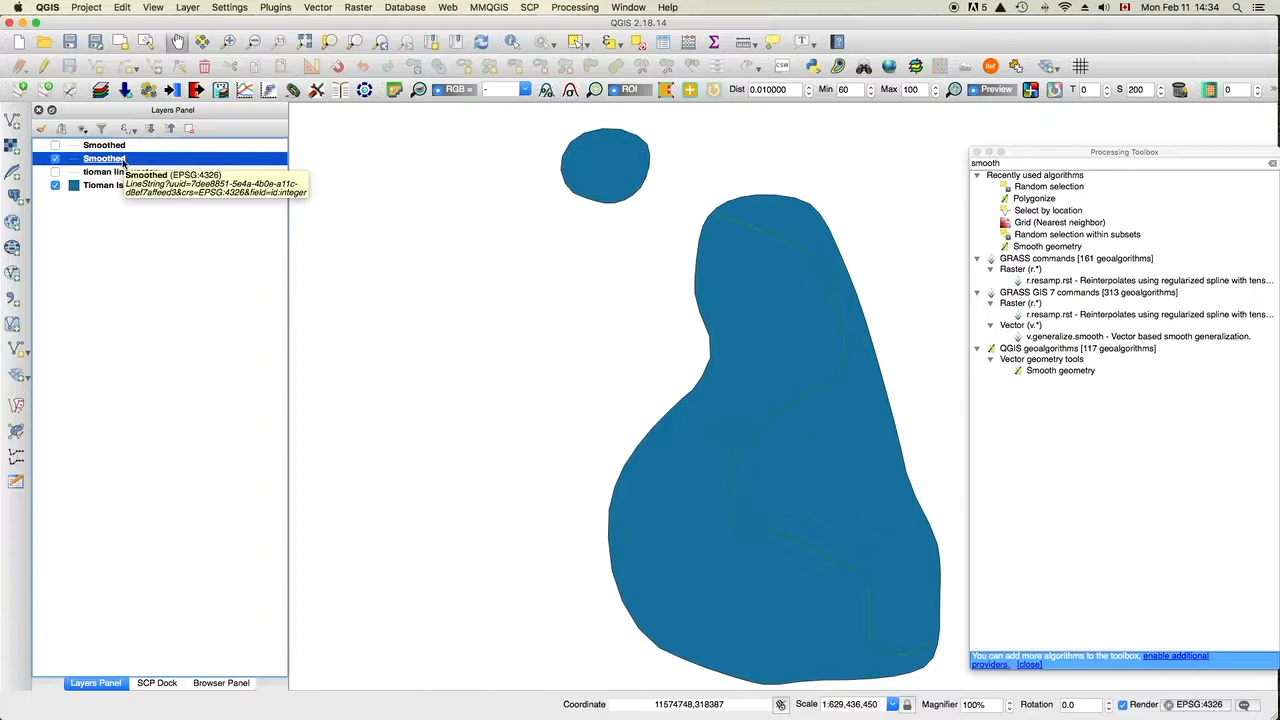 QGIS Project Edit View Layer Settings Plugins Vector Raster Database Web MMQGIS SCP Processing Window Help 5 Mon Feb 11 14:34
QGIS 2.18.14
CSW Ref
RGB = - ROI Dist 0.010000 Min 60 Max 100 Preview T 0 S 200 0
Layers Panel
Smoothed
Smoothed
tioman lin
Tioman Is
Smoothed (EPSG:4326)
LineString?uuid=7dee8851-5e4a-4b0e-a11c-
d8ef7affeed3&crs=EPSG:4326&field=id:integer
Processing Toolbox
smooth
Recently used algorithms
Random selection
Polygonize
Select by location
Grid (Nearest neighbor)
Random selection within subsets
Smooth geometry
GRASS commands [161 geoalgorithms]
Raster (r.*)
r.resamp.rst - Reinterpolates using regularized spline with tens...
GRASS GIS 7 commands [313 geoalgorithms]
Raster (r.*)
r.resamp.rst - Reinterpolates using regularized spline with tens...
Vector (v.*)
v.generalize.smooth - Vector based smooth generalization.
QGIS geoalgorithms [117 geoalgorithms]
Vector geometry tools
Smooth geometry
You can add more algorithms to the toolbox, enable additional
providers. [close]
Layers Panel SCP Dock Browser Panel
Coordinate 11574748,318387 Scale 1:629,436,450 Magnifier 100% Rotation 0.0 Render EPSG:4326